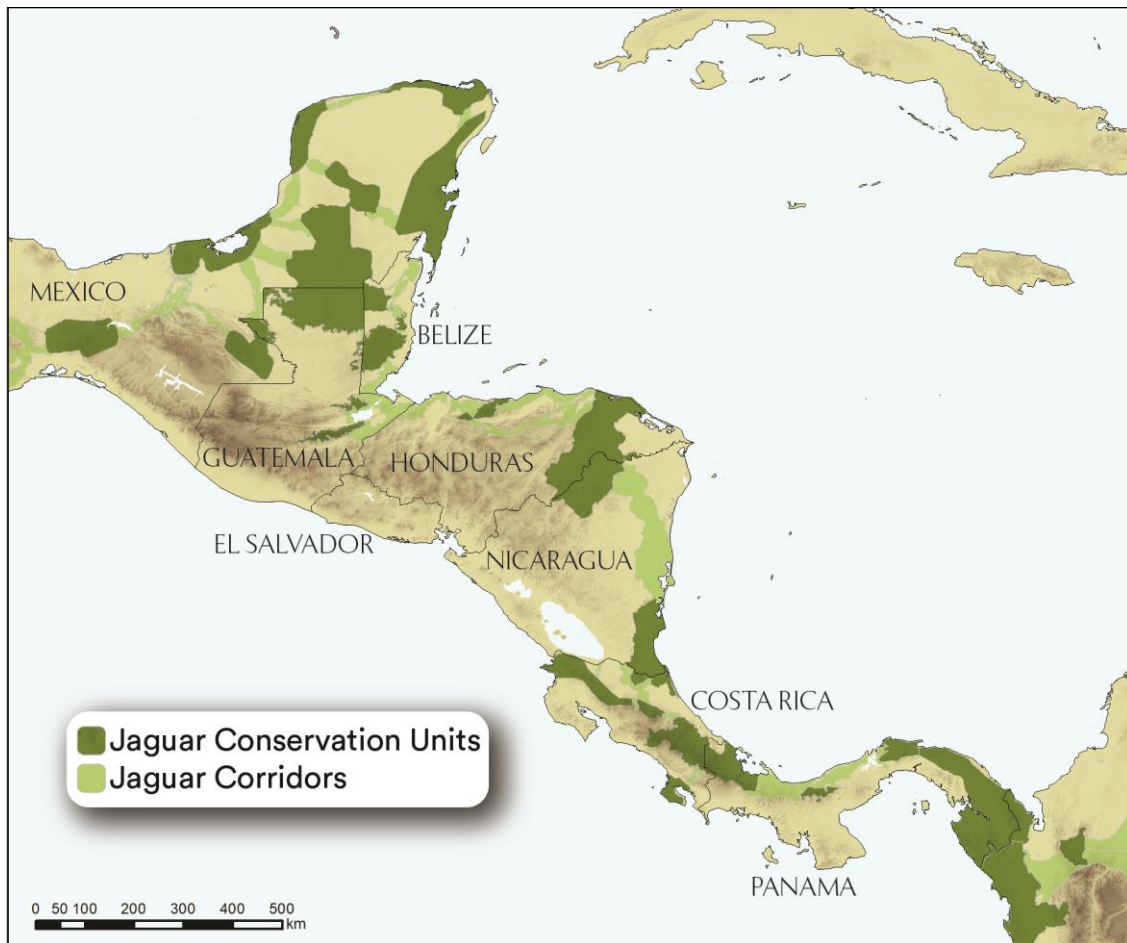 MEXICO
BELIZE
GUATEMALA
HONDURAS
EL SALVADOR
NICARAGUA
COSTA RICA
PANAMA
Jaguar Conservation Units
Jaguar Corridors
0 50 100 200 300 400 500
km